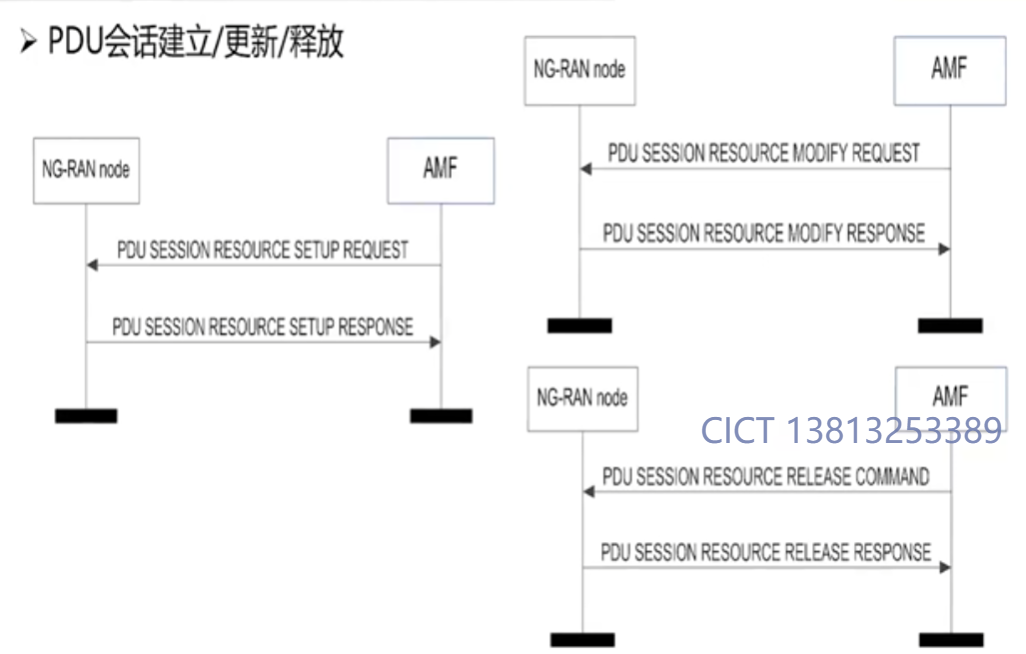 PDU会话建立/更新/释放
NG-RAN node
AMF
PDU SESSION RESOURCE SETUP REQUEST
PDU SESSION RESOURCE SETUP RESPONSE
NG-RAN node
AMF
PDU SESSION RESOURCE MODIFY REQUEST
PDU SESSION RESOURCE MODIFY RESPONSE
NG-RAN node
AMF
CICT 13813253389
PDU SESSION RESOURCE RELEASE COMMAND
PDU SESSION RESOURCE RELEASE RESPONSE